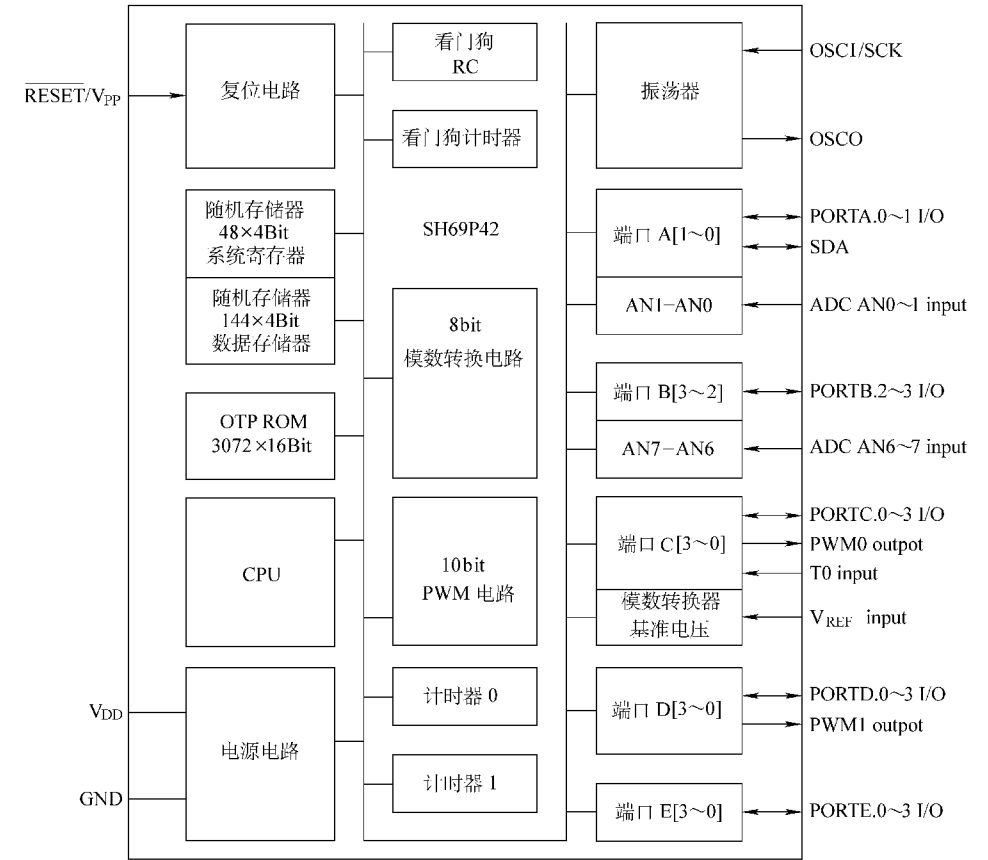 RESET/VPP
复位电路
随机存储器
48×4Bit
系统寄存器
随机存储器
144×4Bit
数据存储器
OTP ROM
3072×16Bit
CPU
VDD
GND
电源电路
看门狗
RC
看门狗计时器
SH69P42
8bit
模数转换电路
10bit
PWM 电路
计时器 0
计时器 1
振荡器
OSCI/SCK
OSCO
端口 A[1～0]
PORTA.0～1 I/O
SDA
AN1-AN0
ADC AN0～1 input
端口 B[3～2]
PORTB.2～3 I/O
AN7-AN6
ADC AN6～7 input
端口 C[3～0]
PORTC.0～3 I/O
PWM0 outpot
T0 input
模数转换器
基准电压
VREF input
端口 D[3～0]
PORTD.0～3 I/O
PWM1 outpot
端口 E[3～0]
PORTE.0～3 I/O